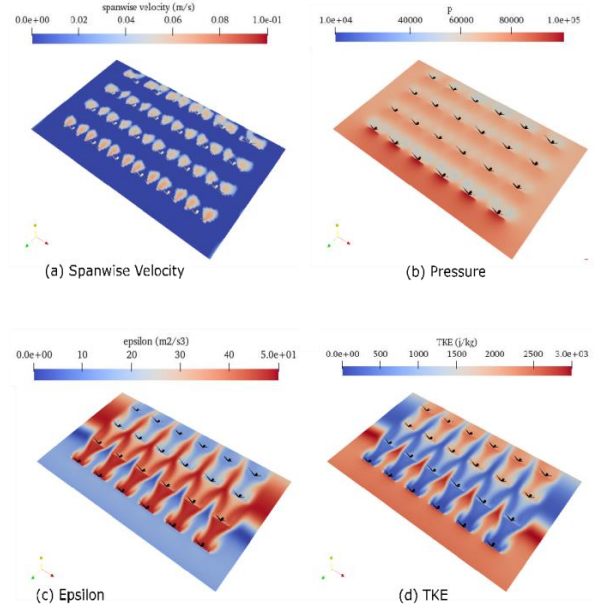 spanwise velocity (m/s)
0.0e+00 0.02 0.04 0.06 0.08 1.0e-01
P
1.0e+04 40000 60000 80000 1.0e+05
(a) Spanwise Velocity
(b) Pressure
epsilon (m2/s3)
0.0e+00 10 20 30 40 5.0e+01
TKE (j/kg)
0.0e+00 500 1000 1500 2000 2500 3.0e+03
(c) Epsilon
(d) TKE